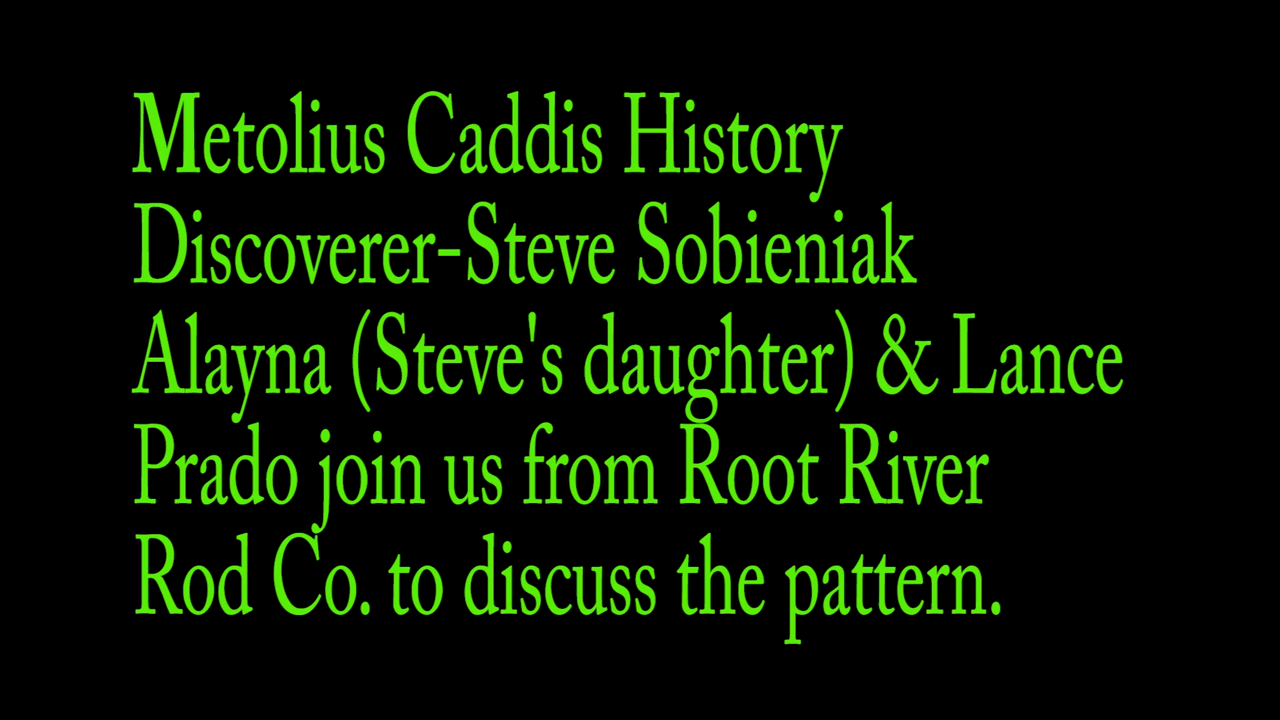 Metolius Caddis History
Discoverer-Steve Sobieniak
Alayna (Steve's daughter) & Lance
Prado join us from Root River
Rod Co. to discuss the pattern.